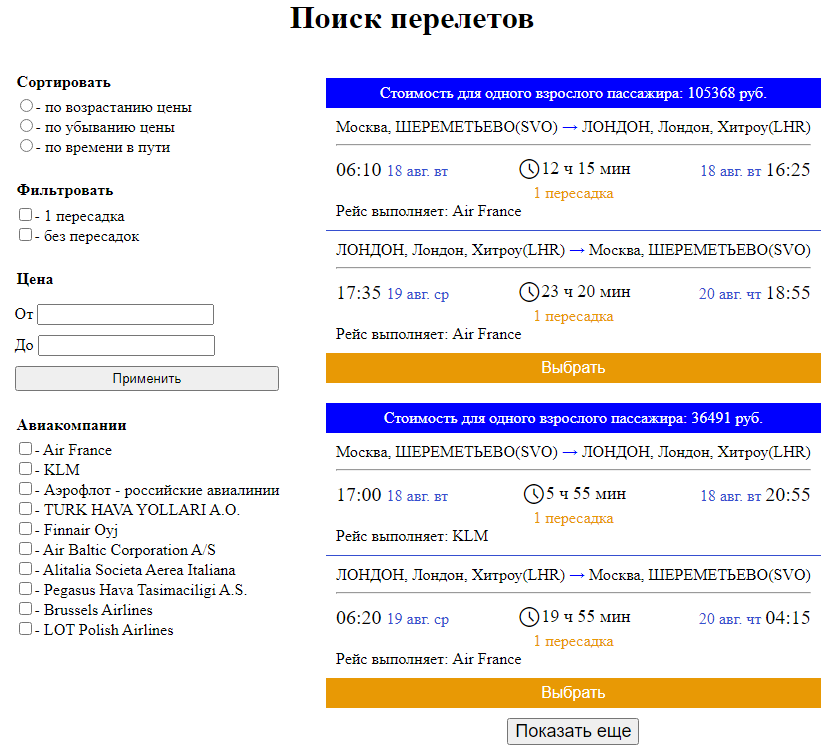 Поиск перелетов
Сортировать
- по возрастанию цены
- по убыванию цены
- по времени в пути
Фильтровать
- 1 пересадка
- без пересадок
Цена
От
До
Применить
Авиакомпании
- Air France
- KLM
- Аэрофлот - российские авиалинии
- TURK HAVA YOLLARI A.O.
- Finnair Oyj
- Air Baltic Corporation A/S
- Alitalia Societa Aerea Italiana
- Pegasus Hava Tasimaciligi A.S.
- Brussels Airlines
- LOT Polish Airlines
Стоимость для одного взрослого пассажира: 105368 руб.
Москва, ШЕРЕМЕТЬЕВО(SVO) → ЛОНДОН, Лондон, Хитроу(LHR)
06:10 18 авг. вт 12 ч 15 мин 18 авг. вт 16:25
1 пересадка
Рейс выполняет: Air France
ЛОНДОН, Лондон, Хитроу(LHR) → Москва, ШЕРЕМЕТЬЕВО(SVO)
17:35 19 авг. ср 23 ч 20 мин 20 авг. чт 18:55
1 пересадка
Рейс выполняет: Air France
Выбрать
Стоимость для одного взрослого пассажира: 36491 руб.
Москва, ШЕРЕМЕТЬЕВО(SVO) → ЛОНДОН, Лондон, Хитроу(LHR)
17:00 18 авг. вт 5 ч 55 мин 18 авг. вт 20:55
1 пересадка
Рейс выполняет: KLM
ЛОНДОН, Лондон, Хитроу(LHR) → Москва, ШЕРЕМЕТЬЕВО(SVO)
06:20 19 авг. ср 19 ч 55 мин 20 авг. чт 04:15
1 пересадка
Рейс выполняет: Air France
Выбрать
Показать еще